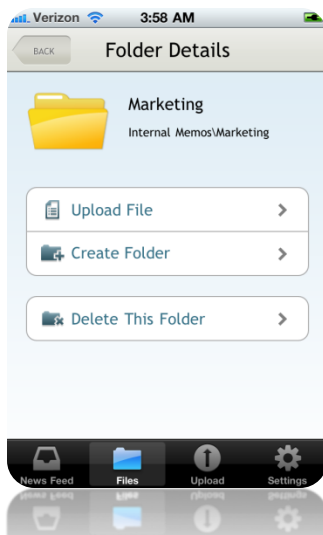 Verizon 3:58 AM
BACK Folder Details
Marketing
Internal Memos\Marketing
Upload File
Create Folder
Delete This Folder
News Feed Files Upload Settings